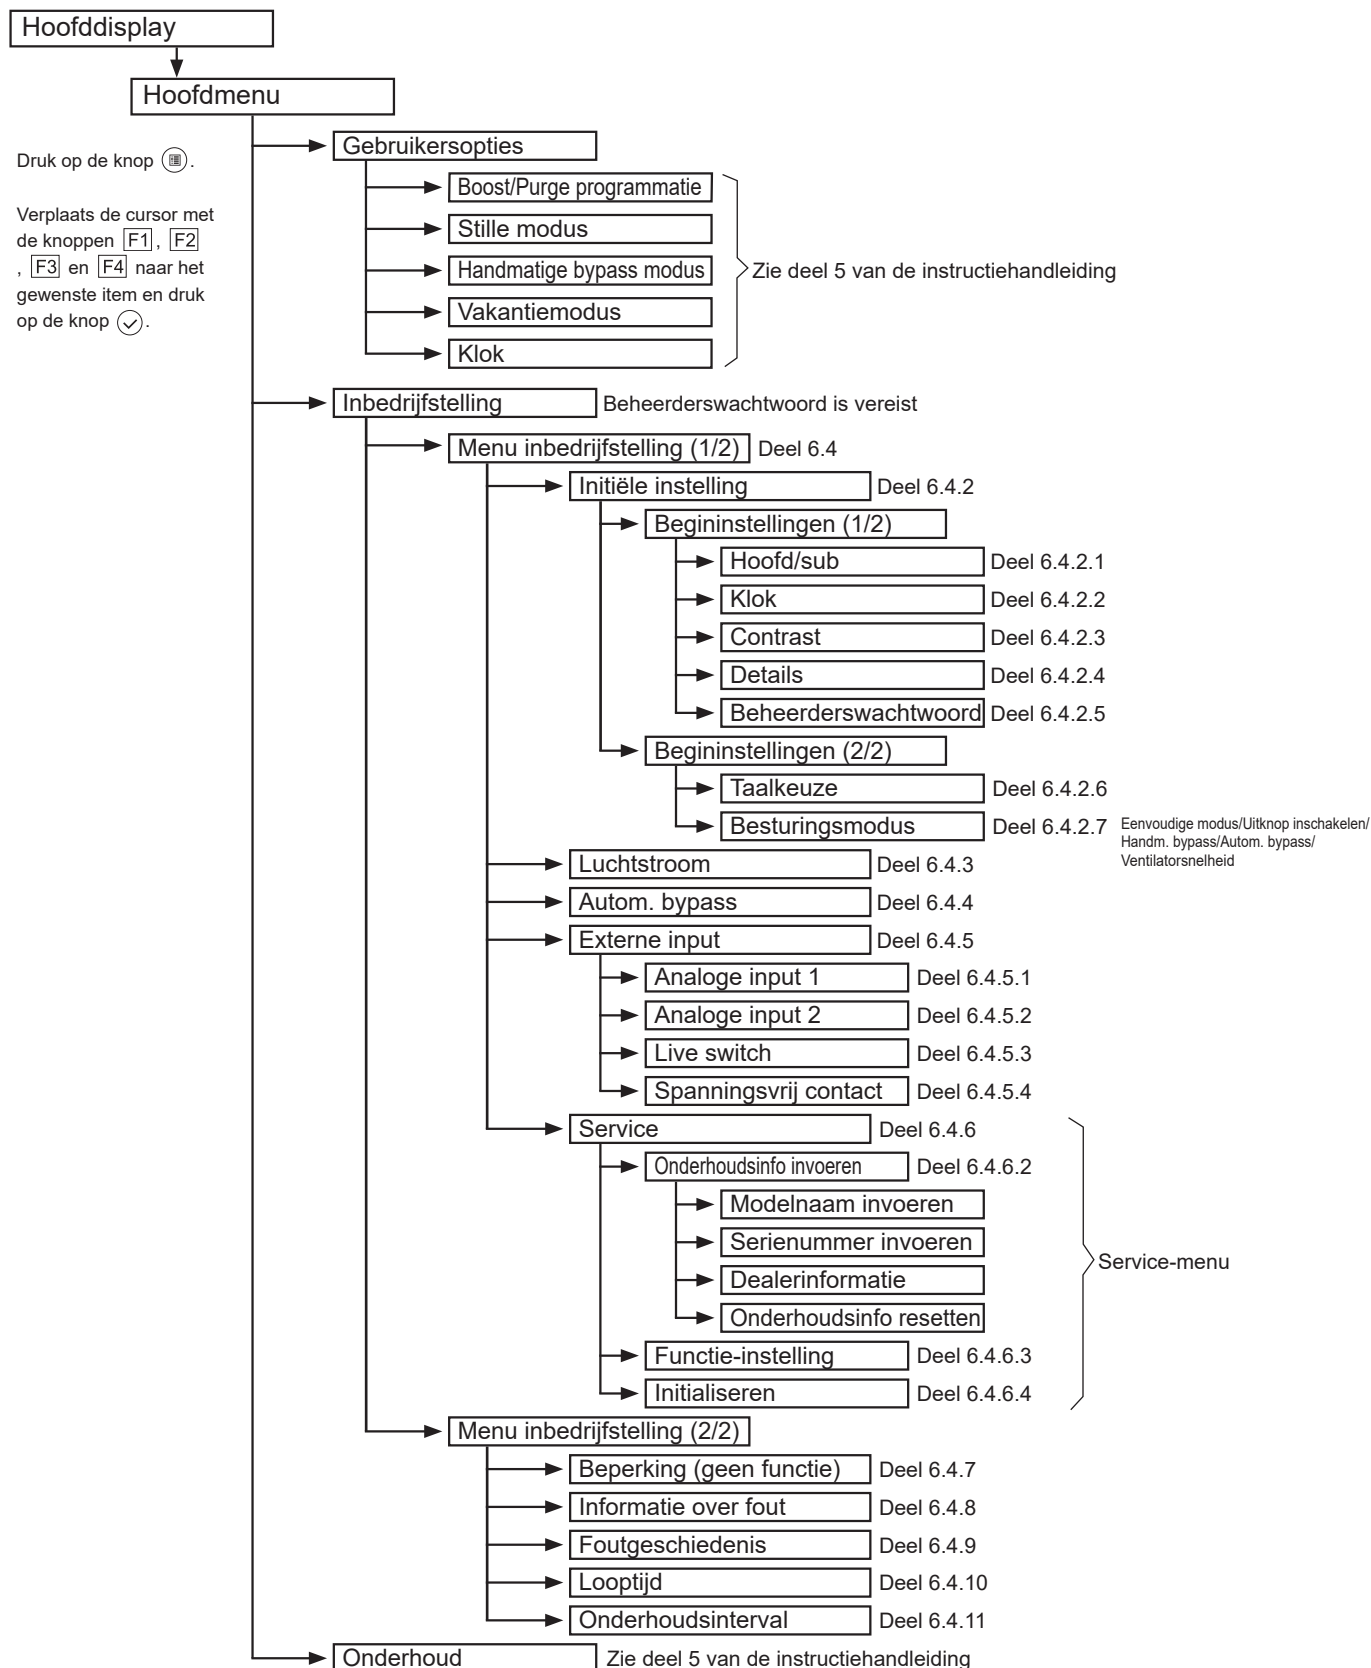 Hoofddisplay
Hoofdmenu
Druk op de knop .
Verplaats de cursor met
de knoppen F1, F2
, F3 en F4 naar het
gewenste item en druk
op de knop .
Gebruikersopties
Boost/Purge programmatie
Stille modus
Handmatige bypass modus
Zie deel 5 van de instructiehandleiding
Vakantiemodus
Klok
Inbedrijfstelling Beheerderswachtwoord is vereist
Menu inbedrijfstelling (1/2) Deel 6.4
Initiële instelling Deel 6.4.2
Begininstellingen (1/2)
Hoofd/sub Deel 6.4.2.1
Klok Deel 6.4.2.2
Contrast Deel 6.4.2.3
Details Deel 6.4.2.4
Beheerderswachtwoord Deel 6.4.2.5
Begininstellingen (2/2)
Taalkeuze Deel 6.4.2.6
Besturingsmodus Deel 6.4.2.7
Eenvoudige modus/Uitknop inschakelen/
Handm. bypass/Autom. bypass/
Ventilatorsnelheid
Luchtstroom Deel 6.4.3
Autom. bypass Deel 6.4.4
Externe input Deel 6.4.5
Analoge input 1 Deel 6.4.5.1
Analoge input 2 Deel 6.4.5.2
Live switch Deel 6.4.5.3
Spanningsvrij contact Deel 6.4.5.4
Service Deel 6.4.6
Onderhoudsinfo invoeren Deel 6.4.6.2
Modelnaam invoeren
Serienummer invoeren
Service-menu
Dealerinformatie
Onderhoudsinfo resetten
Functie-instelling Deel 6.4.6.3
Initialiseren Deel 6.4.6.4
Menu inbedrijfstelling (2/2)
Beperking (geen functie) Deel 6.4.7
Informatie over fout Deel 6.4.8
Foutgeschiedenis Deel 6.4.9
Looptijd Deel 6.4.10
Onderhoudsinterval Deel 6.4.11
Onderhoud Zie deel 5 van de instructiehandleiding